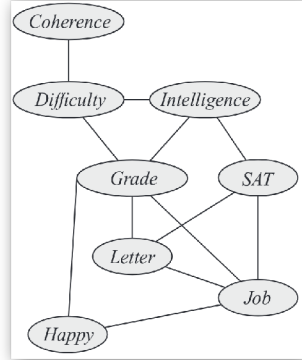 Coherence
Difficulty Intelligence
Grade SAT
Letter
Job
Happy